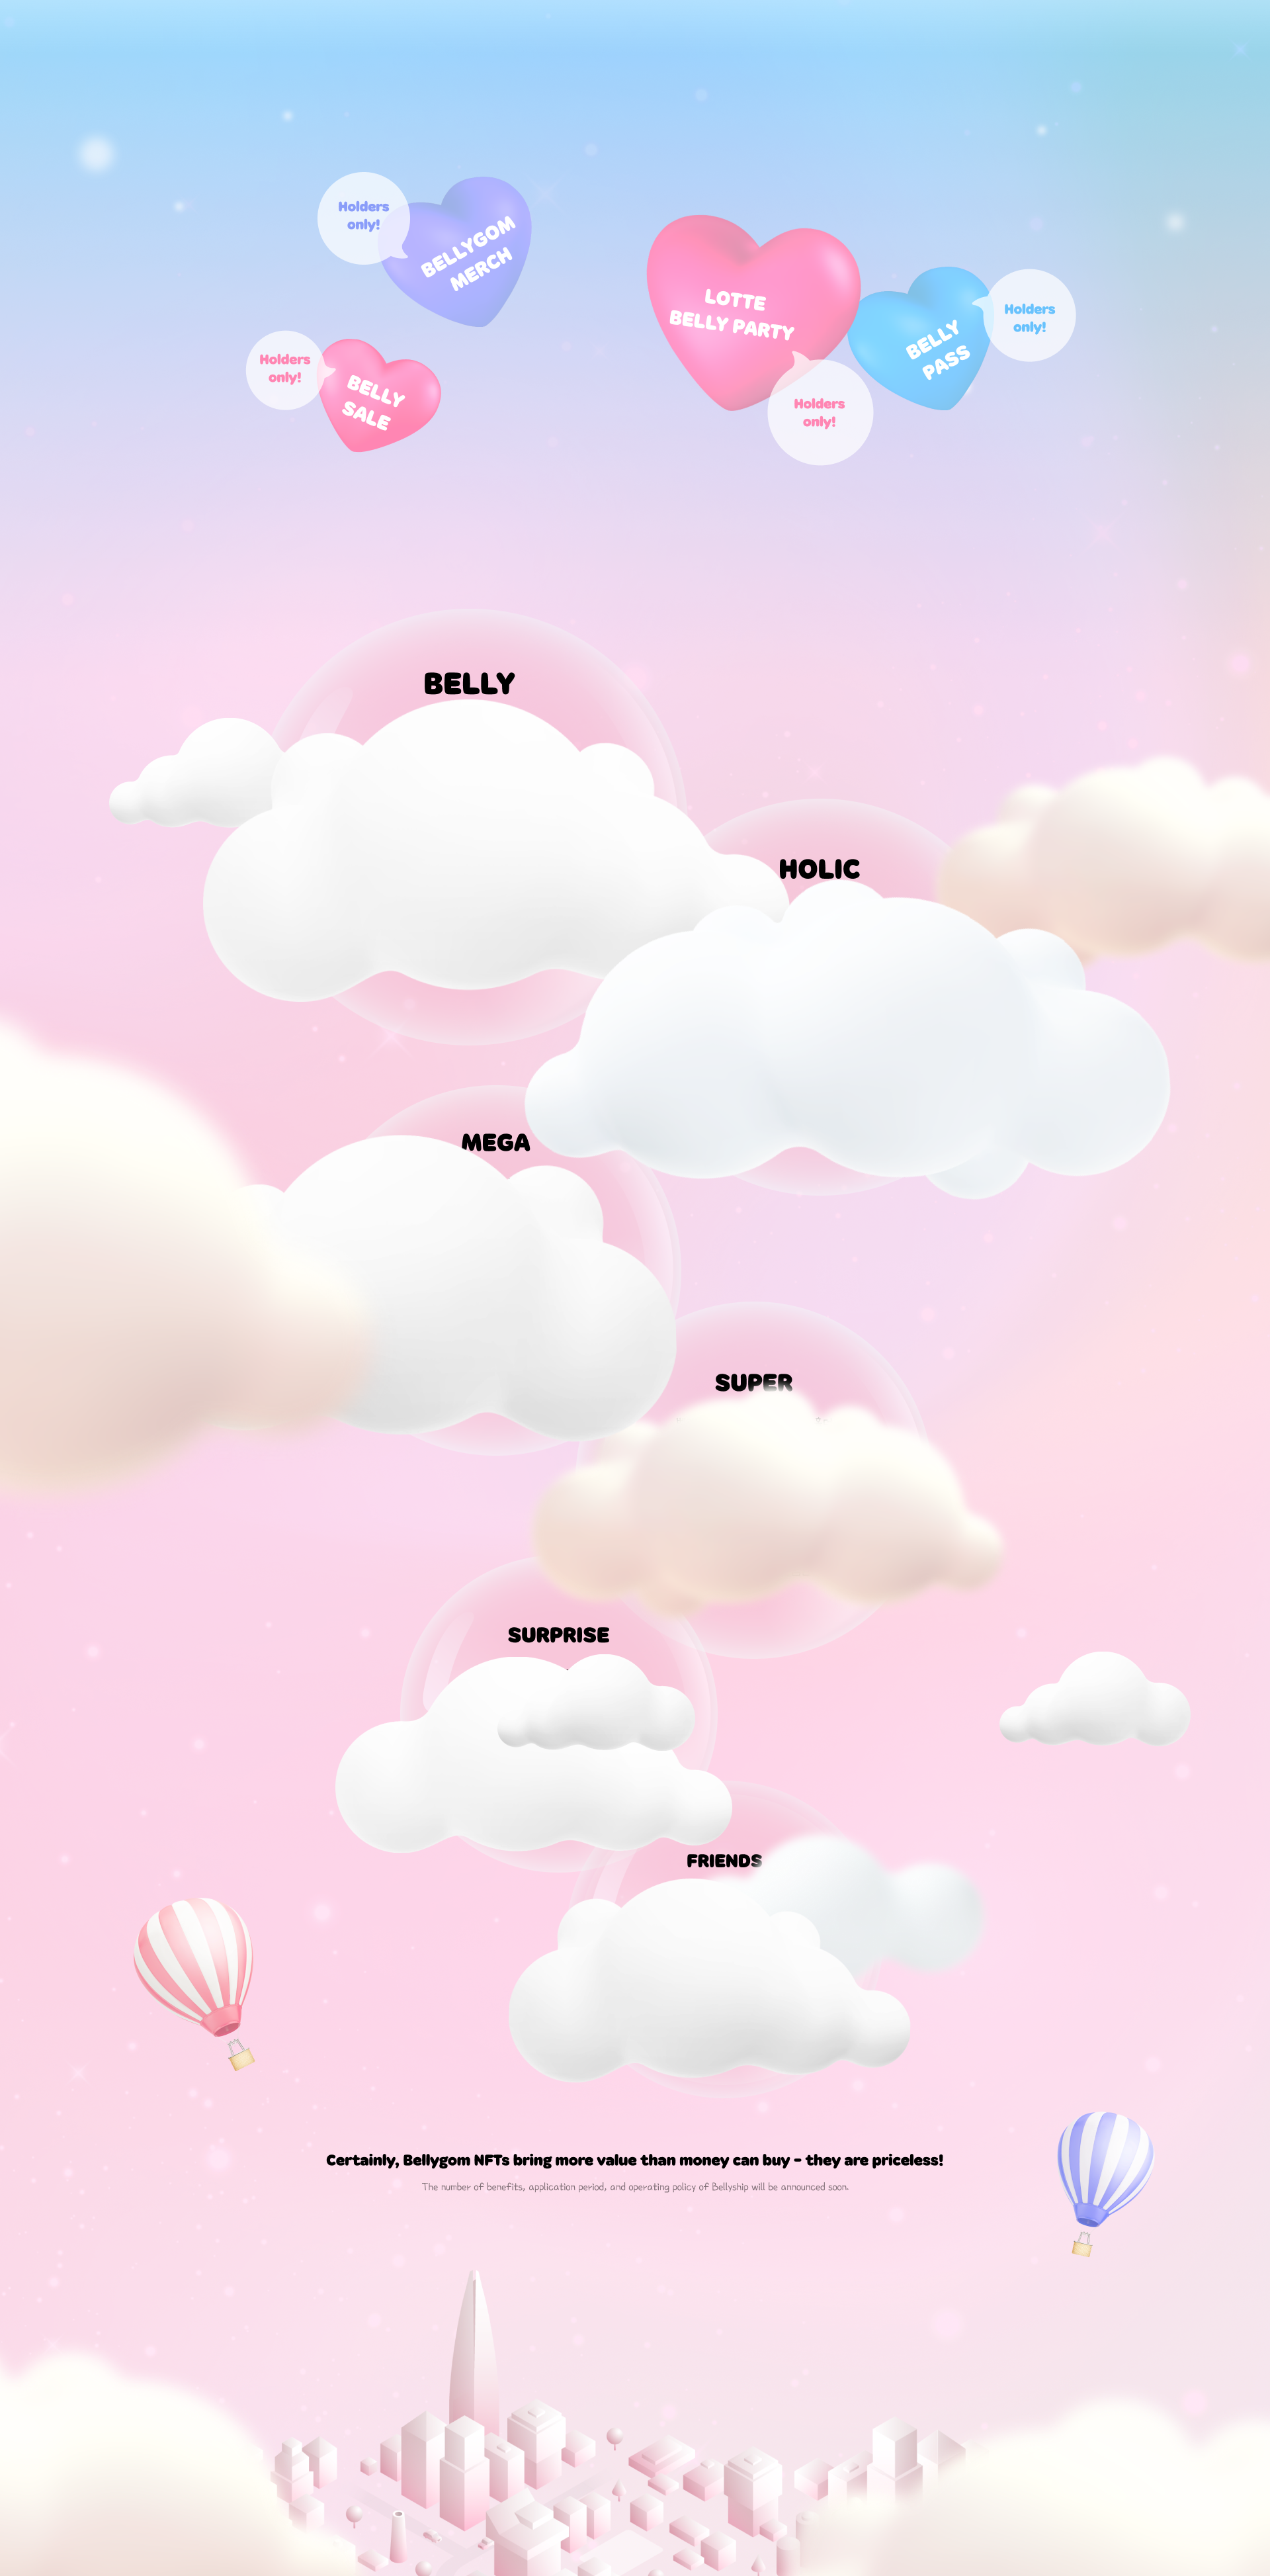 Holders
only!
BELLYGOM
MERCH
LOTTE
BELLY PARTY
BELLY
PASS
Holders
only!
Holders
only!
BELLY
SALE
Holders
only!
BELLY
HOLIC
MEGA
SUPER
SURPRISE
FRIENDS
Certainly, Bellygom NFTs bring more value than money can buy - they are priceless!
The number of benefits, application period, and operating policy of Bellyship will be announced soon.